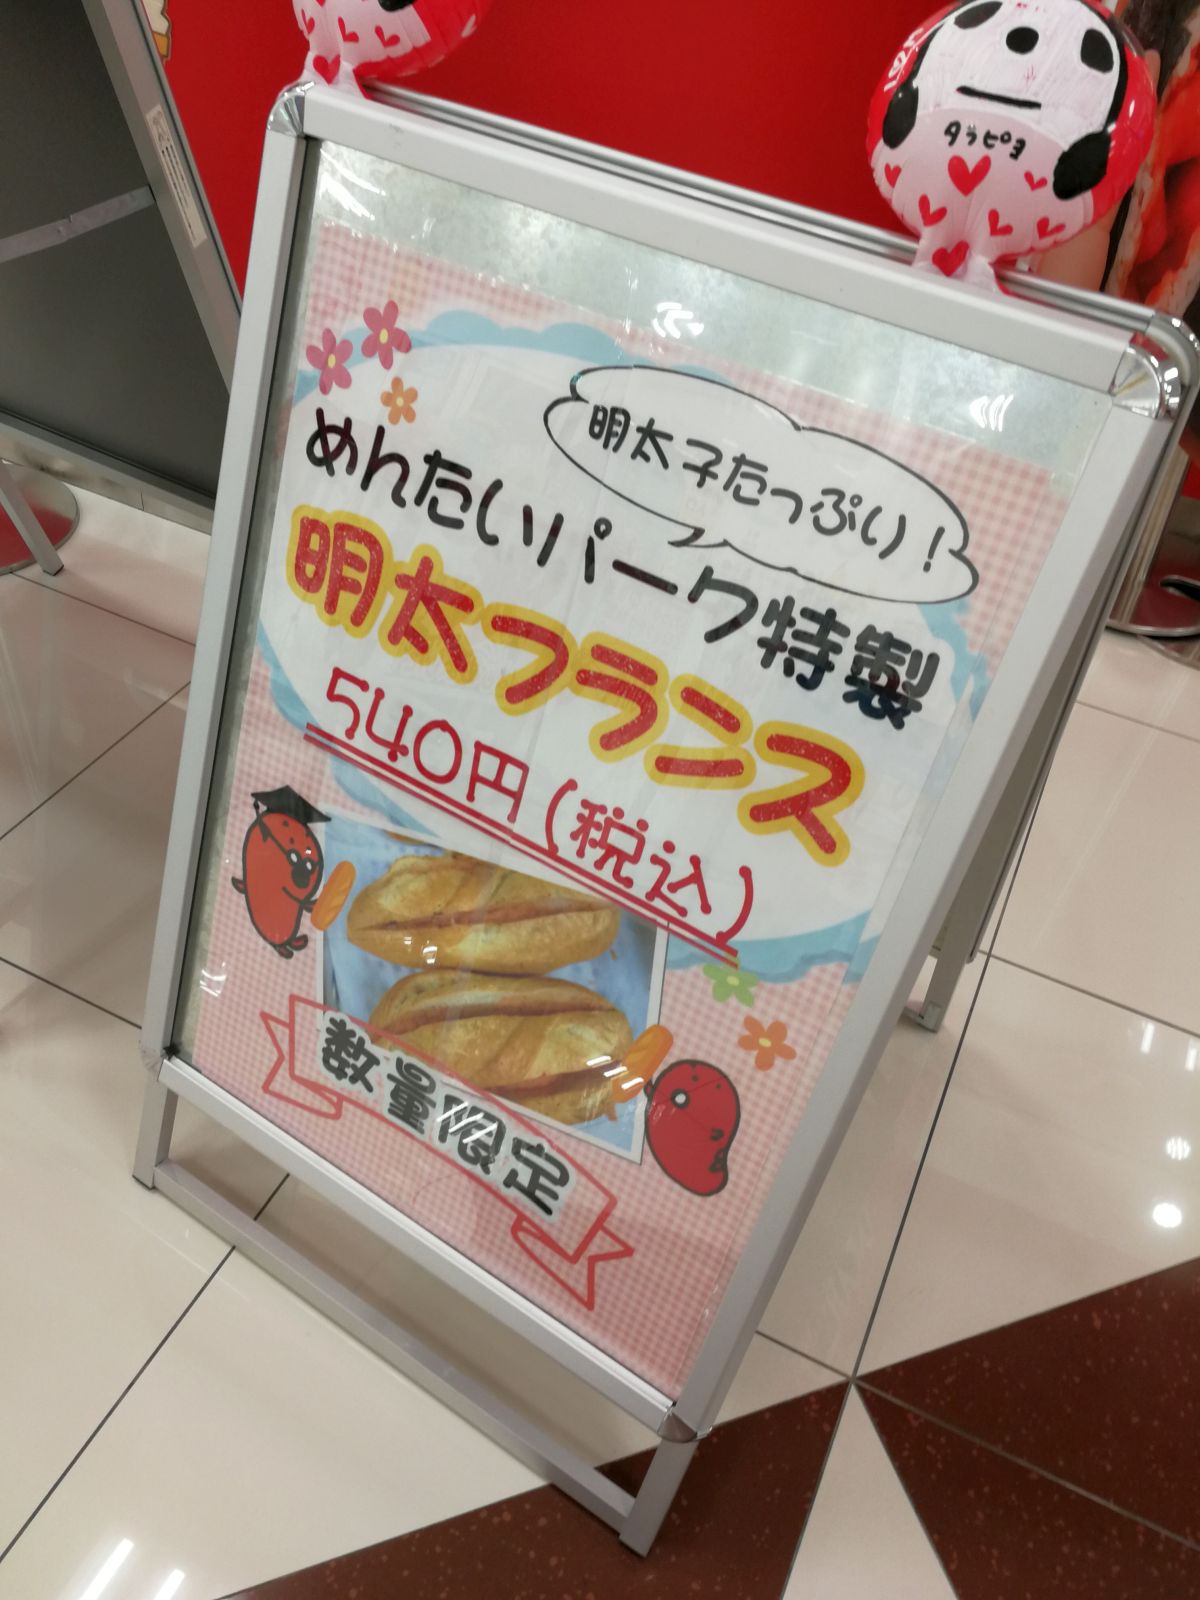 タラピヨ
明太子たっぷり!
めんたいパーク特製
明太フランス
540円(税込)
数量限定